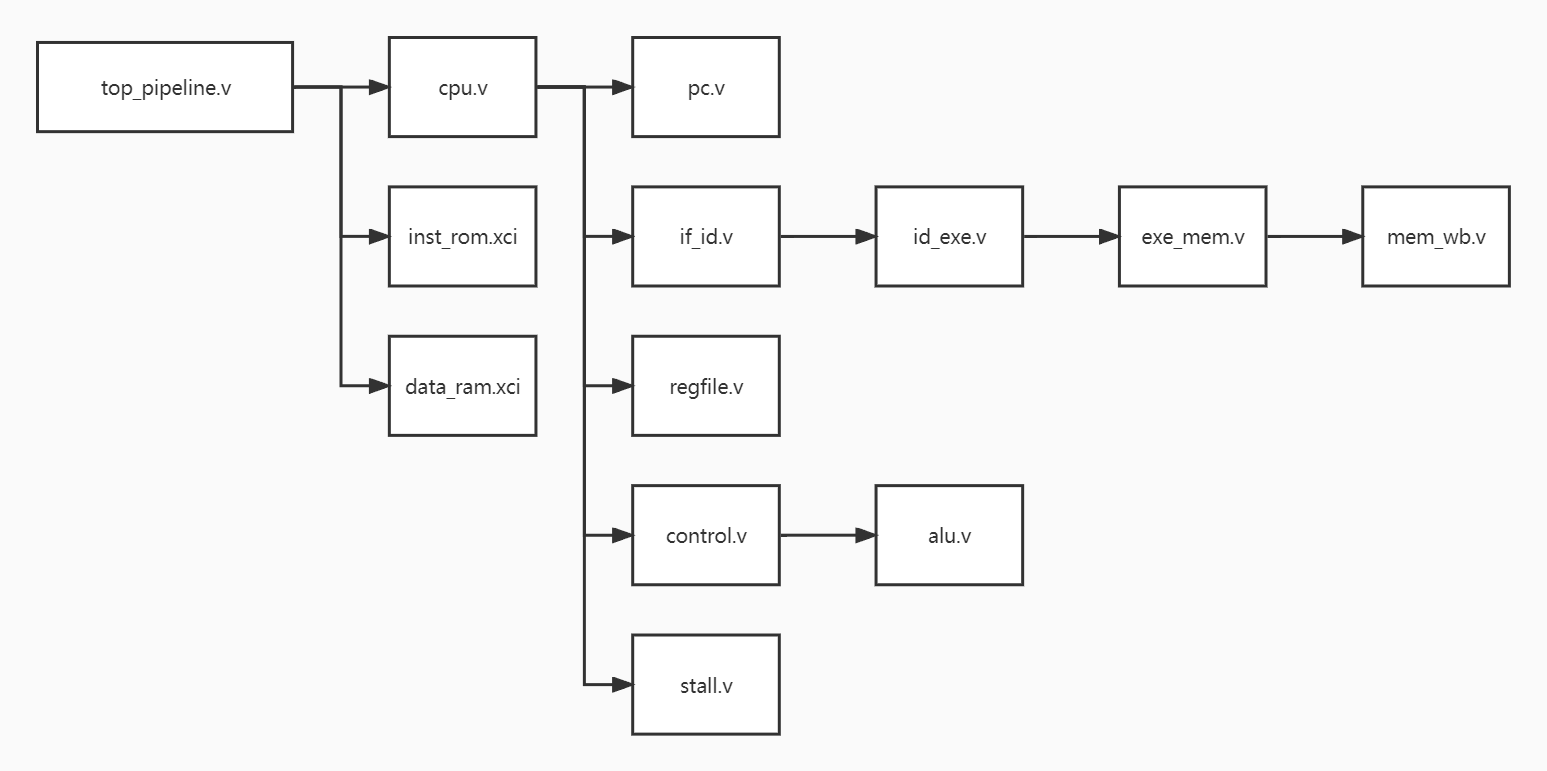 top_pipeline.v
cpu.v
pc.v
inst_rom.xci
if_id.v
id_exe.v
exe_mem.v
mem_wb.v
data_ram.xci
regfile.v
control.v
alu.v
stall.v